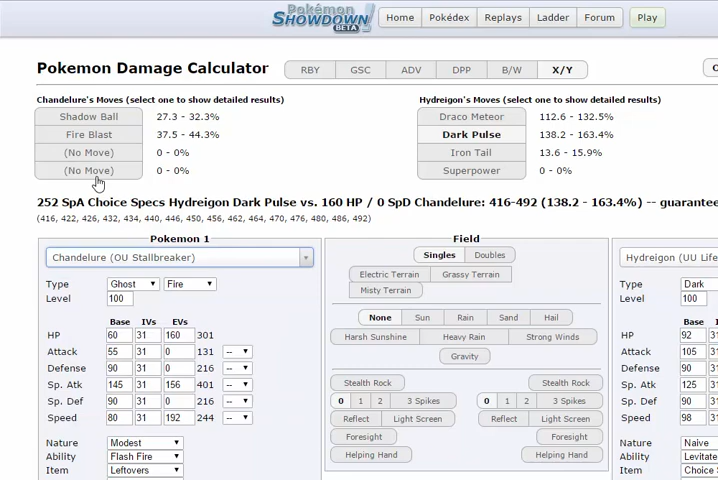 Pokémon
SHOWDOWN!
BETA
Home
Pokédex
Replays
Ladder
Forum
Play
Pokemon Damage Calculator
RBY
GSC
ADV
DPP
B/W
X/Y
Chandelure's Moves (select one to show detailed results)
Shadow Ball 27.3 - 32.3%
Fire Blast 37.5 - 44.3%
(No Move) 0 - 0%
(No Move) 0 - 0%
Hydreigon's Moves (select one to show detailed results)
Draco Meteor 112.6 - 132.5%
Dark Pulse 138.2 - 163.4%
Iron Tail 13.6 - 15.9%
Superpower 0 - 0%
252 SpA Choice Specs Hydreigon Dark Pulse vs. 160 HP / 0 SpD Chandelure: 416-492 (138.2 - 163.4%) -- guarantee
(416, 422, 426, 432, 434, 440, 446, 450, 456, 462, 464, 470, 476, 480, 486, 492)
Pokemon 1
Chandelure (OU Stallbreaker)
Type Ghost Fire
Level 100
Base IVs EVs
HP 60 31 160 301
Attack 55 31 0 131 --
Defense 90 31 0 216 --
Sp. Atk 145 31 156 401 --
Sp. Def 90 31 0 216 --
Speed 80 31 192 244 --
Nature Modest
Ability Flash Fire
Item Leftovers
Field
Singles Doubles
Electric Terrain Grassy Terrain
Misty Terrain
None Sun Rain Sand Hail
Harsh Sunshine Heavy Rain Strong Winds
Gravity
Stealth Rock Stealth Rock
0 1 2 3 Spikes 0 1 2 3 Spikes
Reflect Light Screen Reflect Light Screen
Foresight Foresight
Helping Hand Helping Hand
Hydreigon (UU Life
Type Dark
Level 100
Base
HP 92 31
Attack 105 31
Defense 90 31
Sp. Atk 125 31
Sp. Def 90 31
Speed 98 31
Nature Naive
Ability Levitate
Item Choice S